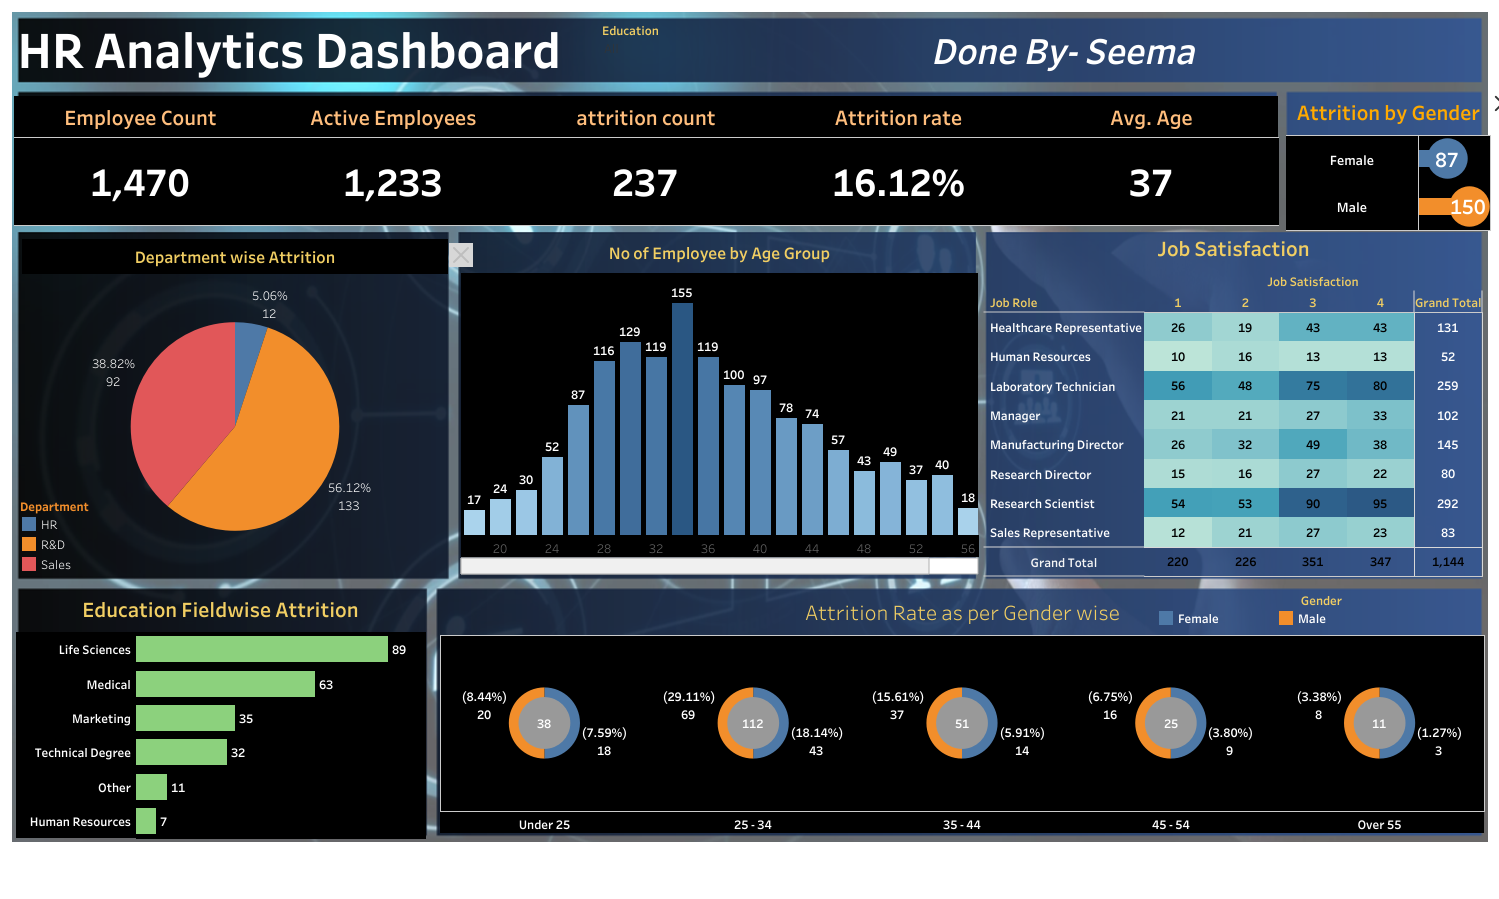 HR Analytics Dashboard
Education
Done By- Seema
Employee Count Active Employees attrition count Attrition rate Avg. Age
1,470 1,233 237 16.12% 37
Attrition by Gender
Female 87
Male 150
Department wise Attrition
5.06%
12
38.82%
92
56.12%
133
Department
HR
R&D
Sales
No of Employee by Age Group
17 24 30 52 87 116 129 119 155 119 100 97 78 74 57 43 49 37 40 18
20 24 28 32 36 40 44 48 52 56
Job Satisfaction
Job Satisfaction
Job Role 1 2 3 4 Grand Total
Healthcare Representative 26 19 43 43 131
Human Resources 10 16 13 13 52
Laboratory Technician 56 48 75 80 259
Manager 21 21 27 33 102
Manufacturing Director 26 32 49 38 145
Research Director 15 16 27 22 80
Research Scientist 54 53 90 95 292
Sales Representative 12 21 27 23 83
Grand Total 220 226 351 347 1,144
Education Fieldwise Attrition
Life Sciences 89
Medical 63
Marketing 35
Technical Degree 32
Other 11
Human Resources 7
Attrition Rate as per Gender wise
Gender
Female Male
(8.44%) (29.11%) (15.61%) (6.75%) (3.38%)
20 69 37 16 8
38 112 51 25 11
(7.59%) (18.14%) (5.91%) (3.80%) (1.27%)
18 43 14 9 3
Under 25 25 - 34 35 - 44 45 - 54 Over 55